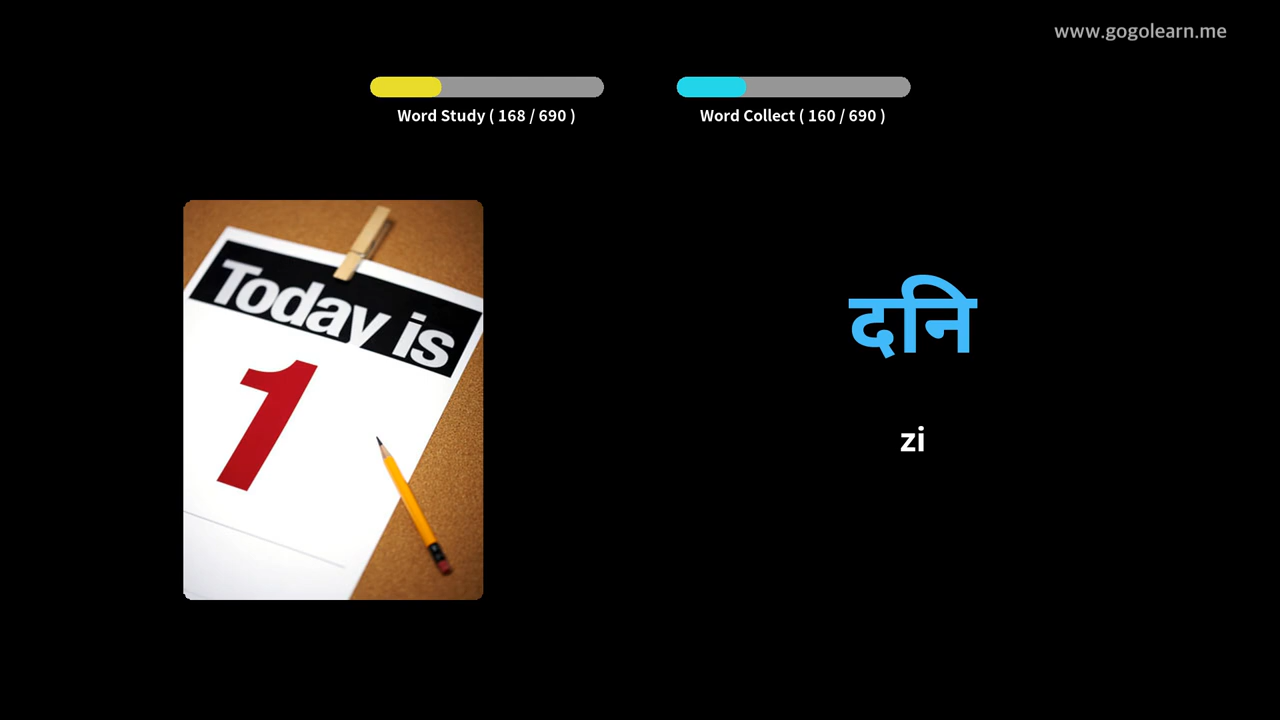 www.gogolearn.me
Word Study ( 168 / 690 )
Word Collect ( 160 / 690 )
Today is
1
दनि
zi